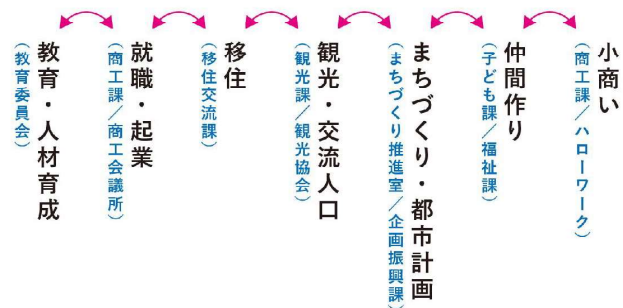 小商い
（商工課／ハローワーク）
仲間作り
（子ども課／福祉課）
まちづくり・都市計画
（まちづくり推進室／企画振興課）
観光・交流人口
（観光課／観光協会）
移住
（移住交流課）
就職・起業
（商工課／商工会議所）
教育・人材育成
（教育委員会）